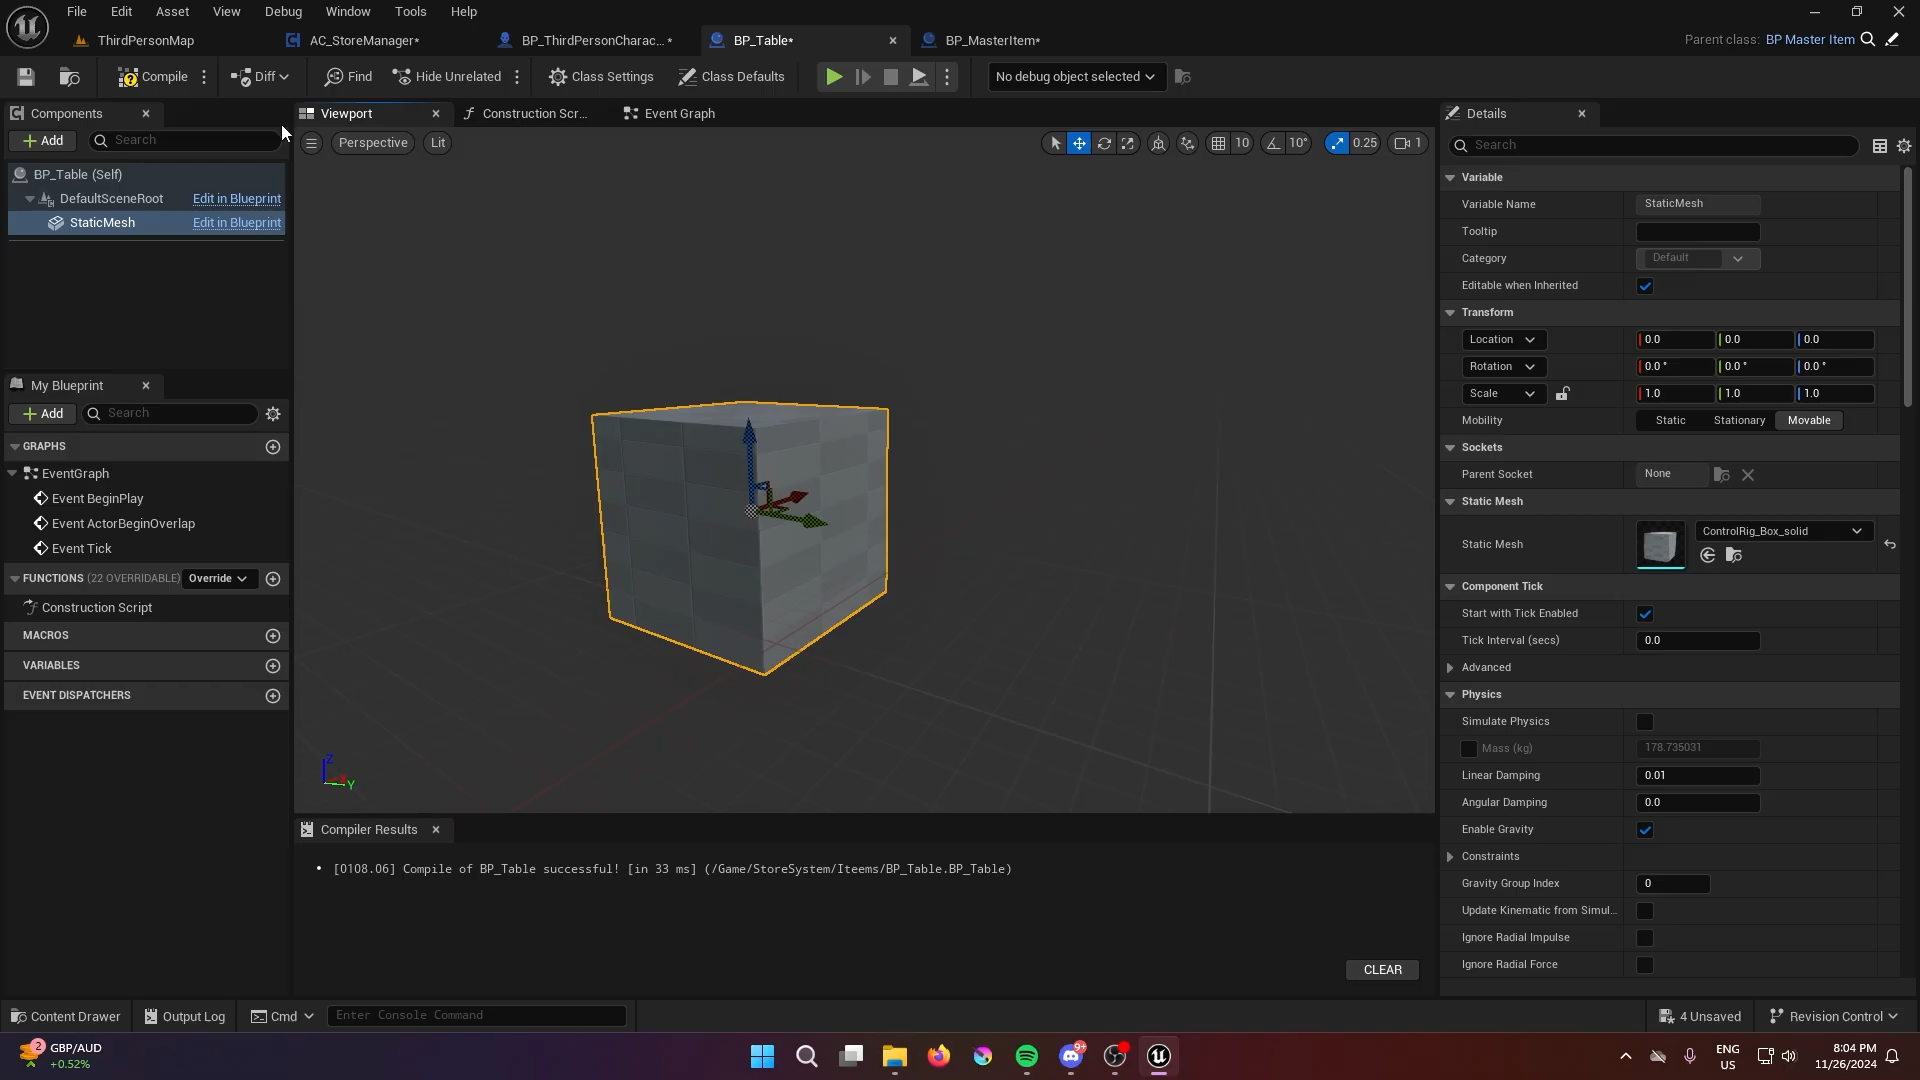 File Edit Asset View Debug Window Tools Help
ThirdPersonMap AC_StoreManager* BP_ThirdPersonCharac...* BP_Table* BP_MasterItem* Parent class: BP Master Item
Compile Diff Find Hide Unrelated Class Settings Class Defaults No debug object selected
Components Viewport Construction Scr... Event Graph Details
Add Search Perspective Lit 10 10° 0.25 1 Search
BP_Table (Self)
DefaultSceneRoot Edit in Blueprint
StaticMesh Edit in Blueprint
My Blueprint
Add Search
GRAPHS
EventGraph
Event BeginPlay
Event ActorBeginOverlap
Event Tick
FUNCTIONS (22 OVERRIDABLE) Override
Construction Script
MACROS
VARIABLES
EVENT DISPATCHERS
Z
X
Y
Compiler Results
• [0108.06] Compile of BP_Table successful! [in 33 ms] (/Game/StoreSystem/Iteems/BP_Table.BP_Table)
CLEAR
Variable
Variable Name StaticMesh
Tooltip
Category Default
Editable when Inherited
Transform
Location 0.0 0.0 0.0
Rotation 0.0 ° 0.0 ° 0.0 °
Scale 1.0 1.0 1.0
Mobility Static Stationary Movable
Sockets
Parent Socket None
Static Mesh
Static Mesh ControlRig_Box_solid
Component Tick
Start with Tick Enabled
Tick Interval (secs) 0.0
Advanced
Physics
Simulate Physics
Mass (kg) 178.735031
Linear Damping 0.01
Angular Damping 0.0
Enable Gravity
Constraints
Gravity Group Index 0
Update Kinematic from Simul...
Ignore Radial Impulse
Ignore Radial Force
Content Drawer Output Log Cmd Enter Console Command 4 Unsaved Revision Control
2 GBP/AUD
+0.52%
9+
ENG
US
8:04 PM
11/26/2024